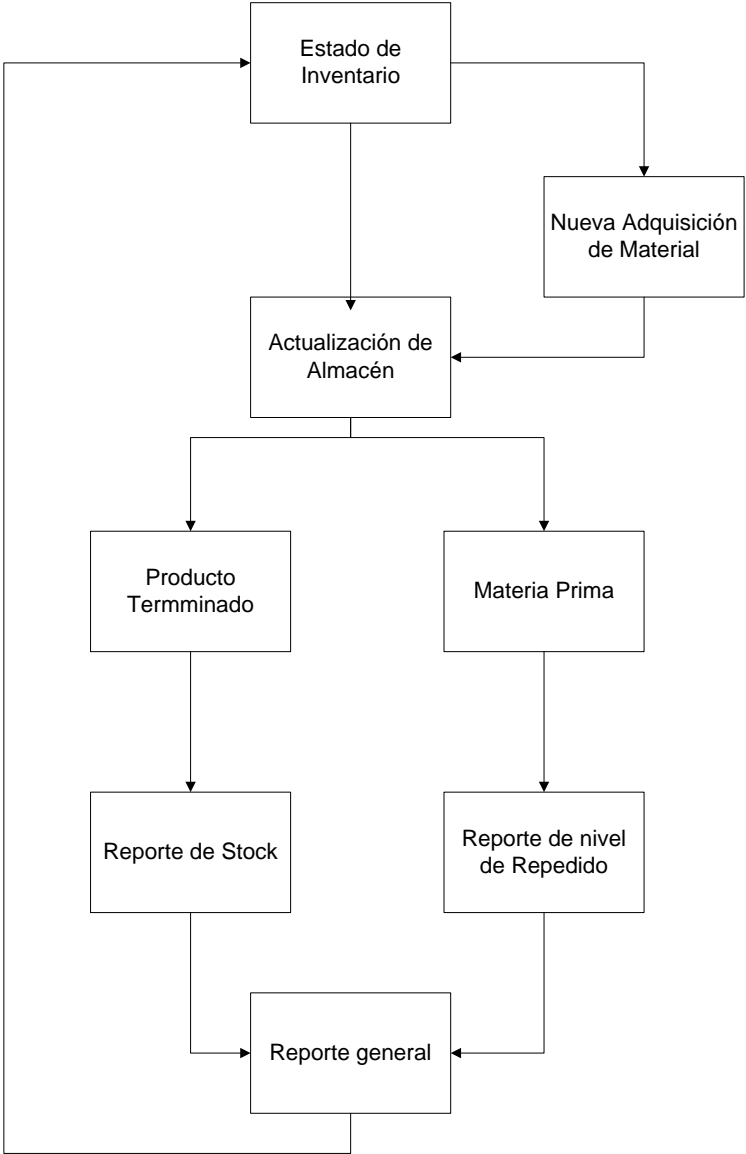 Estado de
Inventario
Nueva Adquisición
de Material
Actualización de
Almacén
Producto
Termminado
Materia Prima
Reporte de Stock
Reporte de nivel
de Repedido
Reporte general